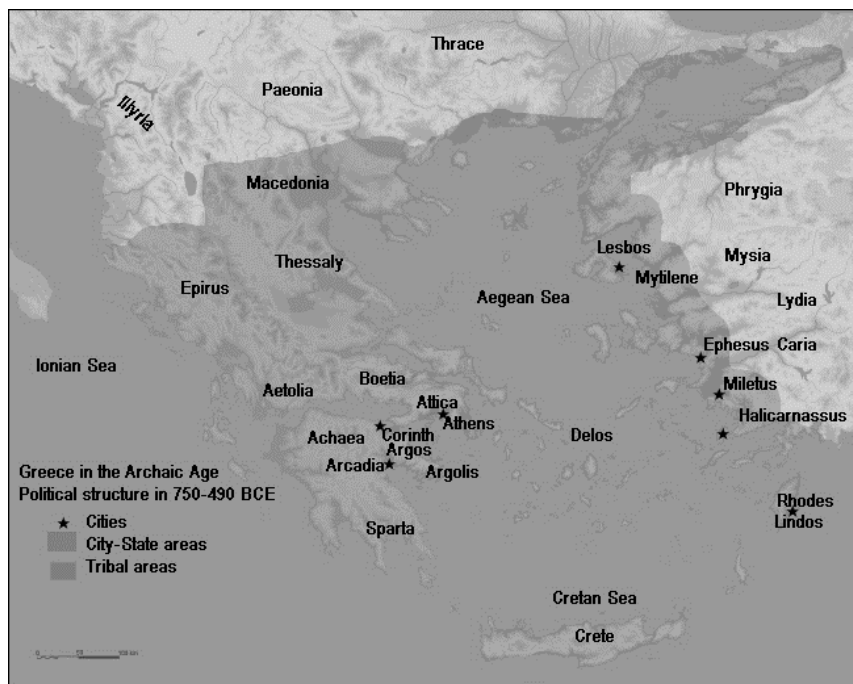 Thrace
Paeonia
Illyria
Macedonia
Phrygia
Lesbos
Mysia
Thessaly
Mytilene
Epirus
Aegean Sea
Lydia
Ephesus Caria
Ionian Sea
Boetia
Aetolia
Miletus
Attica
Halicarnassus
Athens
Achaea
Corinth
Delos
Argos
Arcadia
Argolis
Greece in the Archaic Age
Political structure in 750-490 BCE
Rhodes
Cities
Lindos
Sparta
City-State areas
Tribal areas
Cretan Sea
Crete